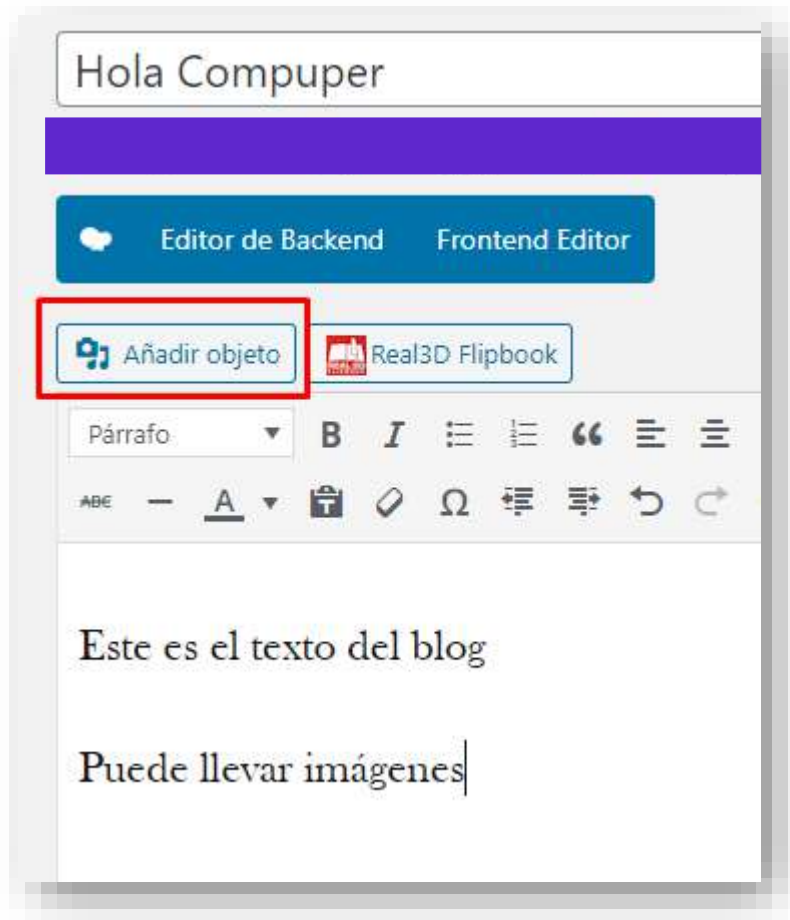 Hola Compuper
Editor de Backend Frontend Editor
Añadir objeto Real3D Flipbook
Párrafo B I
ABC A T Ω
Este es el texto del blog
Puede llevar imágenes